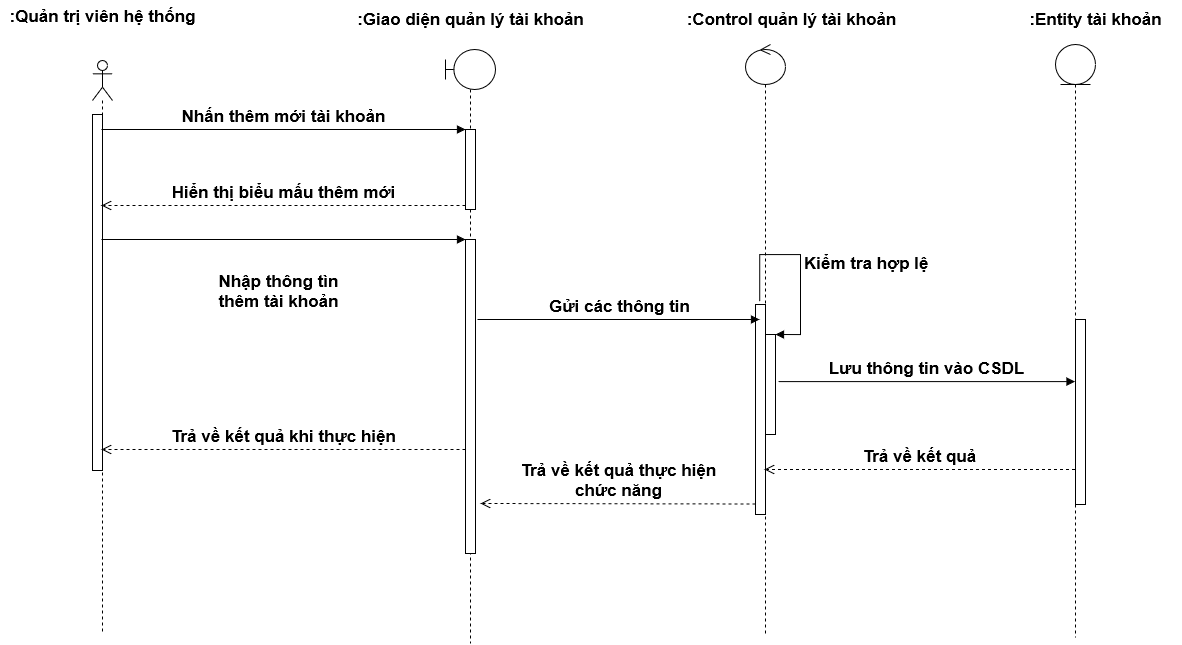 :Quản trị viên hệ thống
:Giao diện quản lý tài khoản
:Control quản lý tài khoản
:Entity tài khoản
Nhấn thêm mới tài khoản
Hiển thị biểu mấu thêm mới
Nhập thông tìn
thêm tài khoản
Kiểm tra hợp lệ
Gửi các thông tin
Lưu thông tin vào CSDL
Trả về kết quả khi thực hiện
Trả về kết quả
Trả về kết quả thực hiện
chức năng